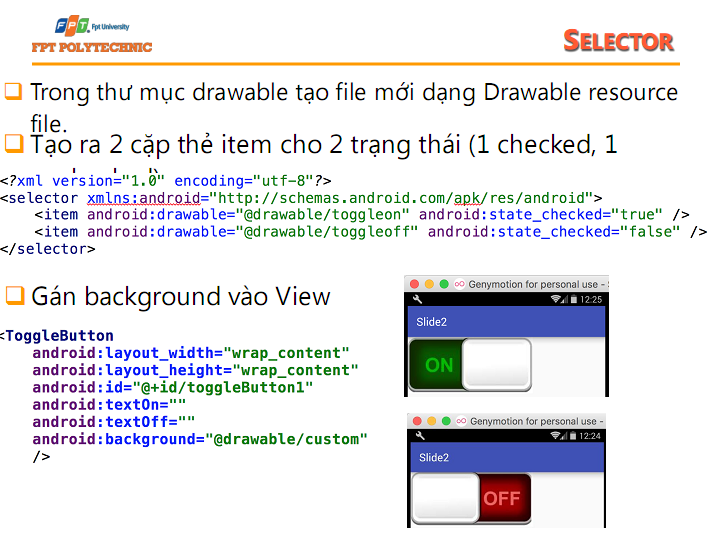 FPT. Fpt University
FPT POLYTECHNIC
SELECTOR
Trong thư mục drawable tạo file mới dạng Drawable resource
file.
Tạo ra 2 cặp thẻ item cho 2 trạng thái (1 checked, 1
<?xml version="1.0" encoding="utf-8"?>
<selector xmlns:android="http://schemas.android.com/apk/res/android">
<item android:drawable="@drawable/toggleon" android:state_checked="true" />
<item android:drawable="@drawable/toggleoff" android:state_checked="false" />
</selector>
Gán background vào View
<ToggleButton
android:layout_width="wrap_content"
android:layout_height="wrap_content"
android:id="@+id/toggleButton1"
android:textOn=""
android:textOff=""
android:background="@drawable/custom"
/>
Genymotion for personal use -
12:25
Slide2
ON
Genymotion for personal use -
12:24
Slide2
OFF